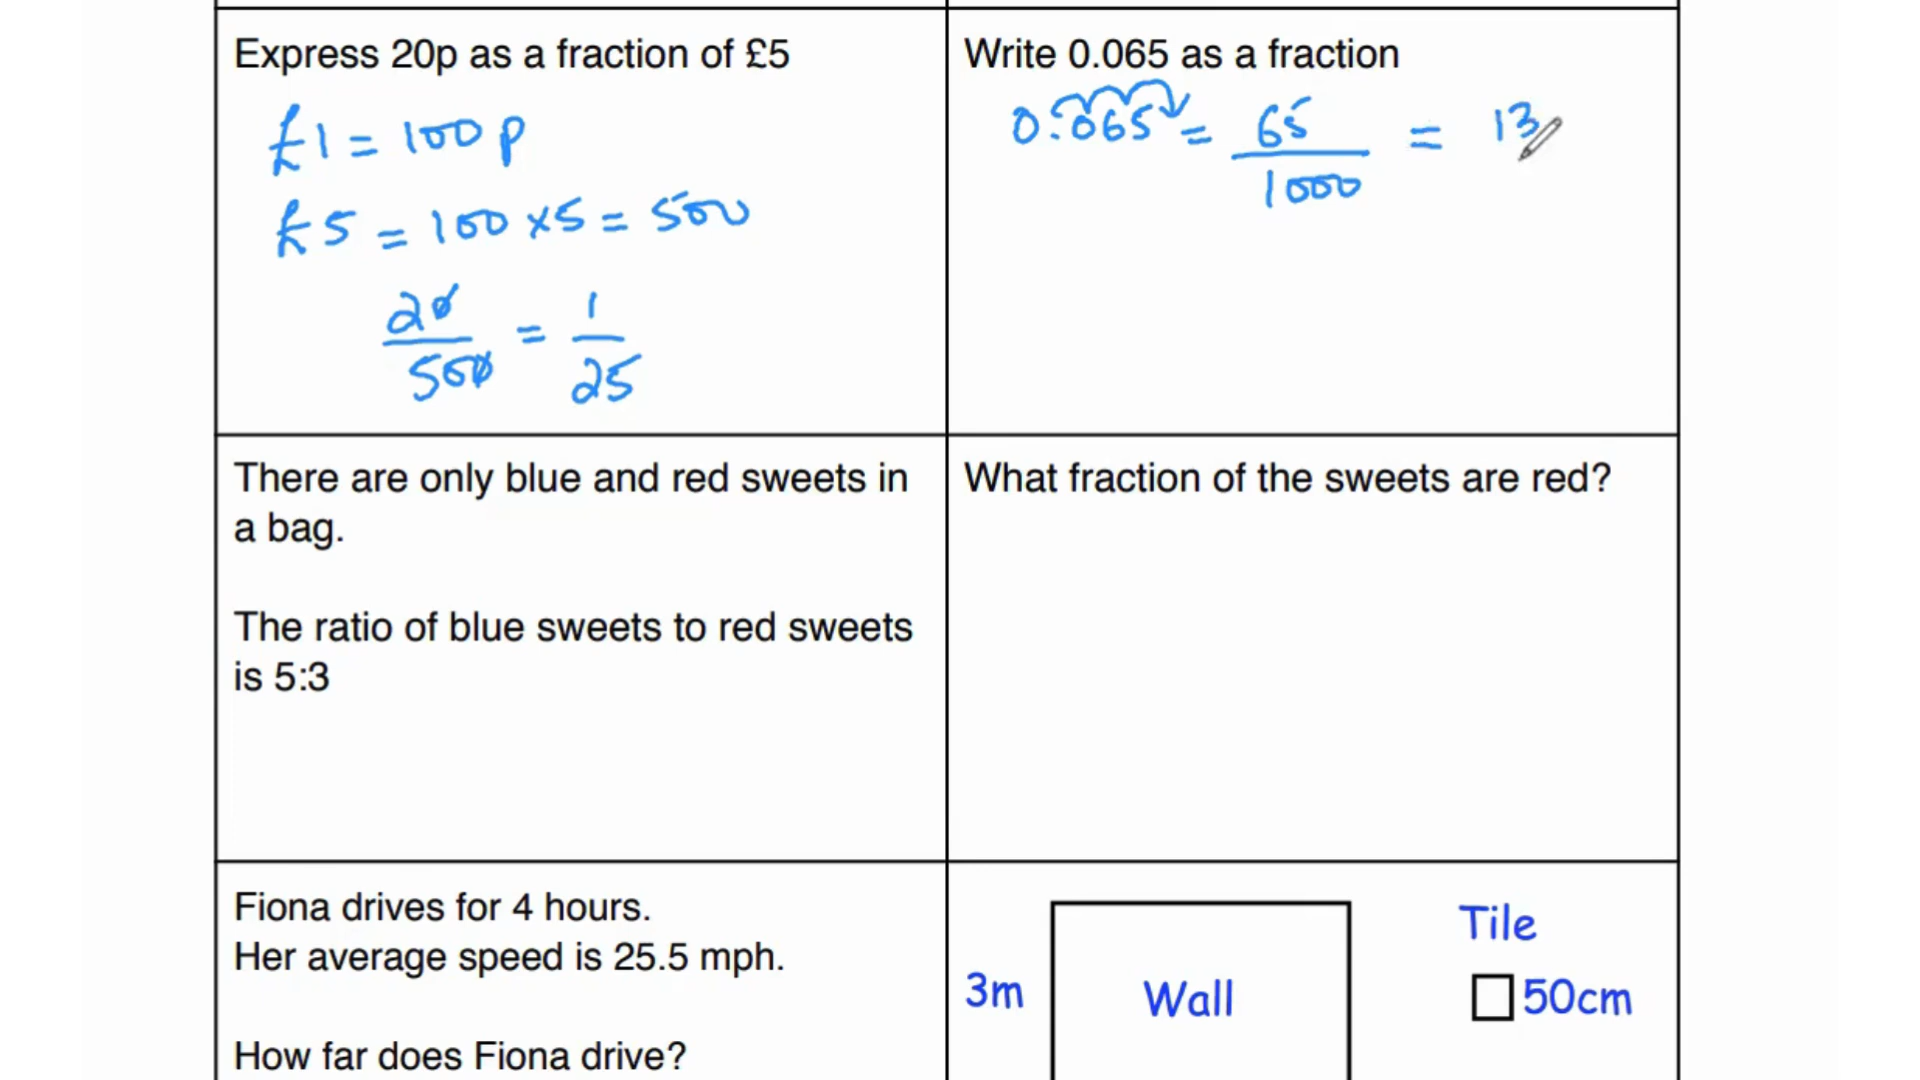 Express 20p as a fraction of £5
£1 = 100 p
£5 = 100 x 5 = 500
20/500 = 1/25
Write 0.065 as a fraction
0.065 = 65/1000 = 13
There are only blue and red sweets in
a bag.
The ratio of blue sweets to red sweets
is 5:3
What fraction of the sweets are red?
Fiona drives for 4 hours.
Her average speed is 25.5 mph.
How far does Fiona drive?
3m
Wall
Tile
50cm